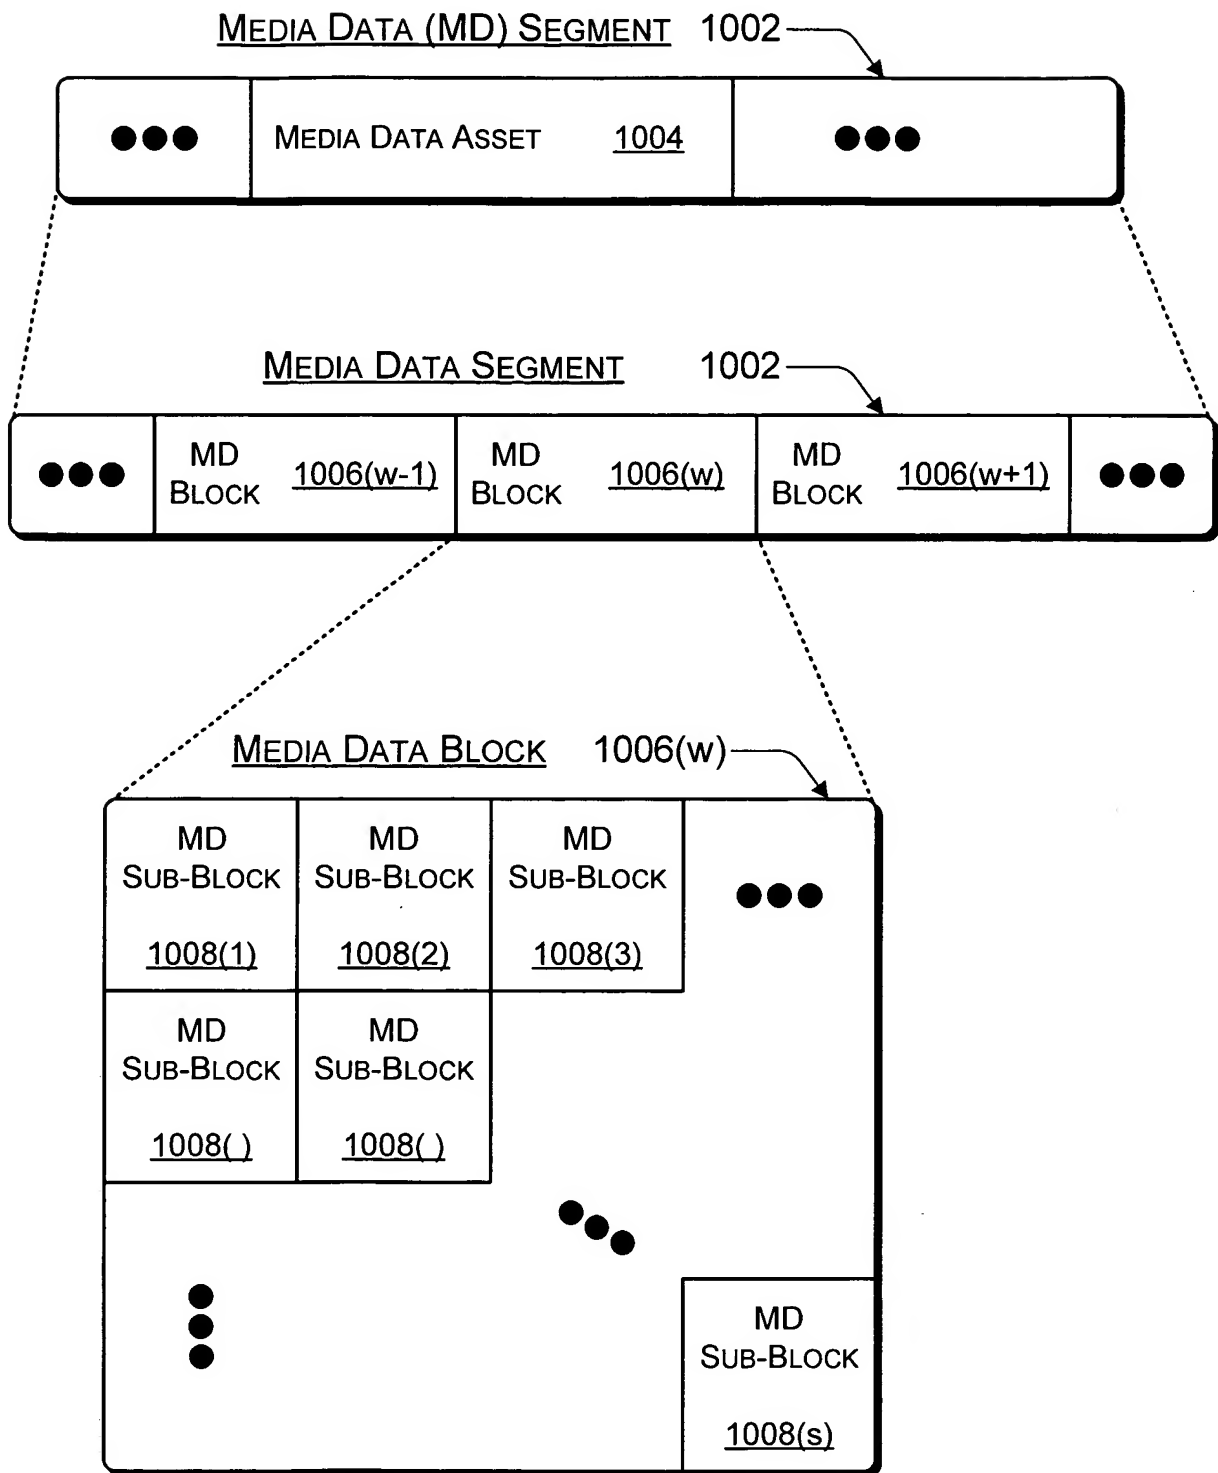 MEDIA DATA (MD) SEGMENT 1002
MEDIA DATA ASSET 1004
MEDIA DATA SEGMENT 1002
MD BLOCK 1006(w-1)
MD BLOCK 1006(w)
MD BLOCK 1006(w+1)
MEDIA DATA BLOCK 1006(w)
MD
SUB-BLOCK
1008(1)
MD
SUB-BLOCK
1008(2)
MD
SUB-BLOCK
1008(3)
MD
SUB-BLOCK
1008( )
MD
SUB-BLOCK
1008( )
MD
SUB-BLOCK
1008(s)